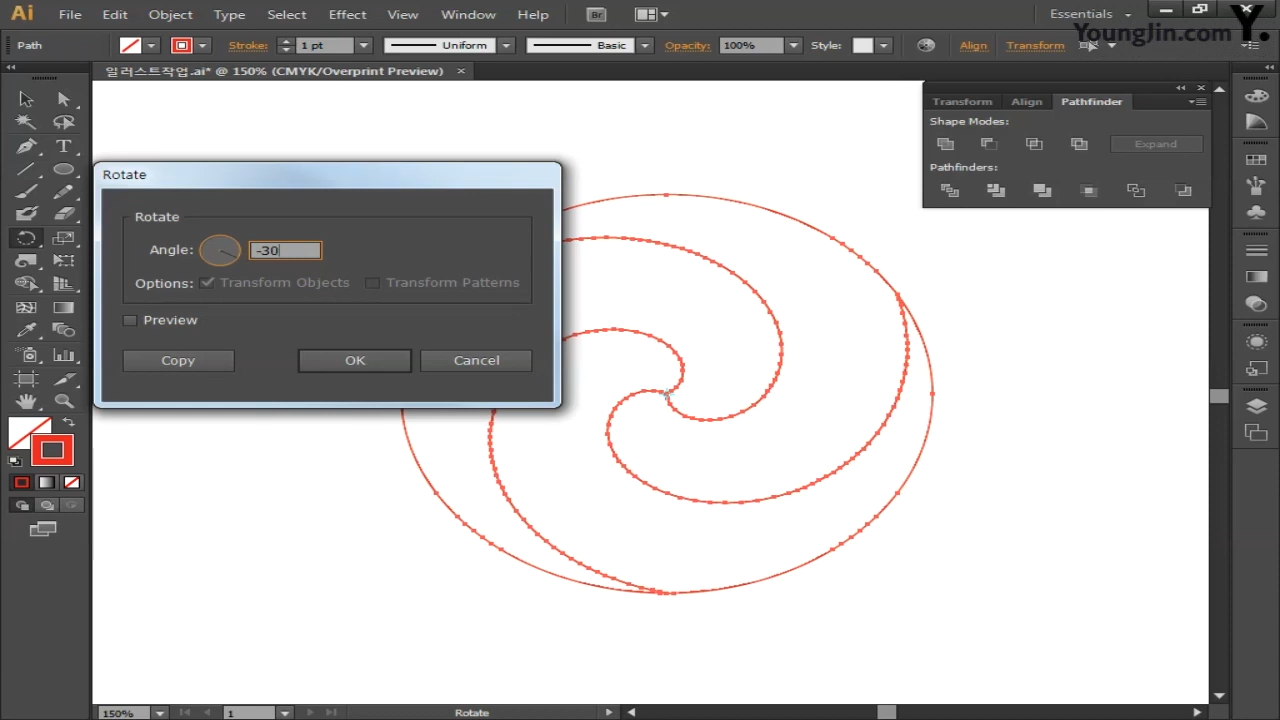 Ai File Edit Object Type Select Effect View Window Help Br Essentials
YoungJin.com Y.
Path Stroke: 1 pt Uniform Basic Opacity: 100% Style: Align Transform
일러스트작업.ai* @ 150% (CMYK/Overprint Preview) ×
Transform Align Pathfinder
Shape Modes:
Expand
Pathfinders:
Rotate
Rotate
Angle: -30
Options: Transform Objects Transform Patterns
Preview
Copy OK Cancel
150% 1 Rotate